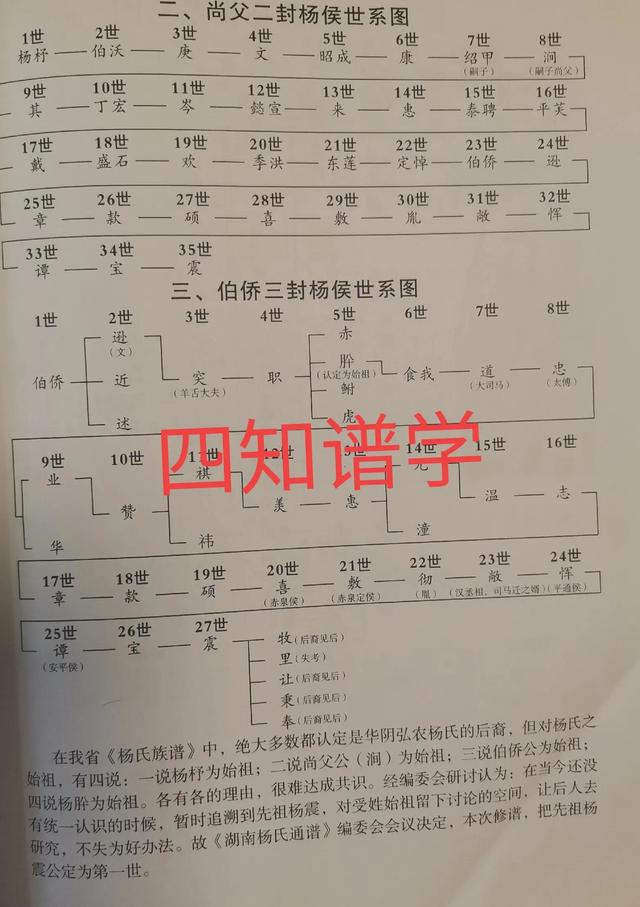 二、尚父二封杨侯世系图
1世 2世 3世 4世 5世 6世 7世 8世
杨杼 伯沃 庚 文 昭成 康 绍甲 涧
(嗣子) (嗣子尚父)
9世 10世 11世 12世 13世 14世 15世 16世
其 丁宏 岑 懿宣 来 惠 泰聘 平芙
17世 18世 19世 20世 21世 22世 23世 24世
戴 盛石 欢 季洪 东莲 定悼 伯侨 逊
25世 26世 27世 28世 29世 30世 31世 32世
章 款 硕 喜 敷 胤 敞 恽
33世 34世 35世
谭 宝 震
三、伯侨三封杨侯世系图
1世 2世 3世 4世 5世 6世 7世 8世
逊 赤
(文)
伯侨 近 突 职 肸 食我 道 忠
(羊舌大夫) (认定为始祖) (大司马) (太傅)
鲋
迷 虎
四知谱学
9世 10世 11世 12世 14世 15世 16世
业 祺
赞 美 惠 温 志
华 祎 潼
17世 18世 19世 20世 21世 22世 23世 24世
章 款 硕 喜 敷 彻 敞 恽
(赤泉侯) (赤泉定侯) (胤) (汉丞相，司马迁之婿) (平通侯)
25世 26世 27世
谭 宝 震
(安平侯)
牧(后裔见后)
里(失考)
让(后裔见后)
秉(后裔见后)
奉(后裔见后)
在我省《杨氏族谱》中，绝大多数都认定是华阴弘农杨氏的后裔，但对杨氏之
始祖，有四说：一说杨杼为始祖；二说尚父公（涧）为始祖；三说伯侨公为始祖；
四说杨肸为始祖。各有各的理由，很难达成共识。经编委会研讨认为：在当今还没
有统一认识的时候，暂时追溯到先祖杨震，对受姓始祖留下讨论的空间，让后人去
研究，不失为好办法。故《湖南杨氏通谱》编委会会议决定，本次修谱，把先祖杨
震公定为第一世。